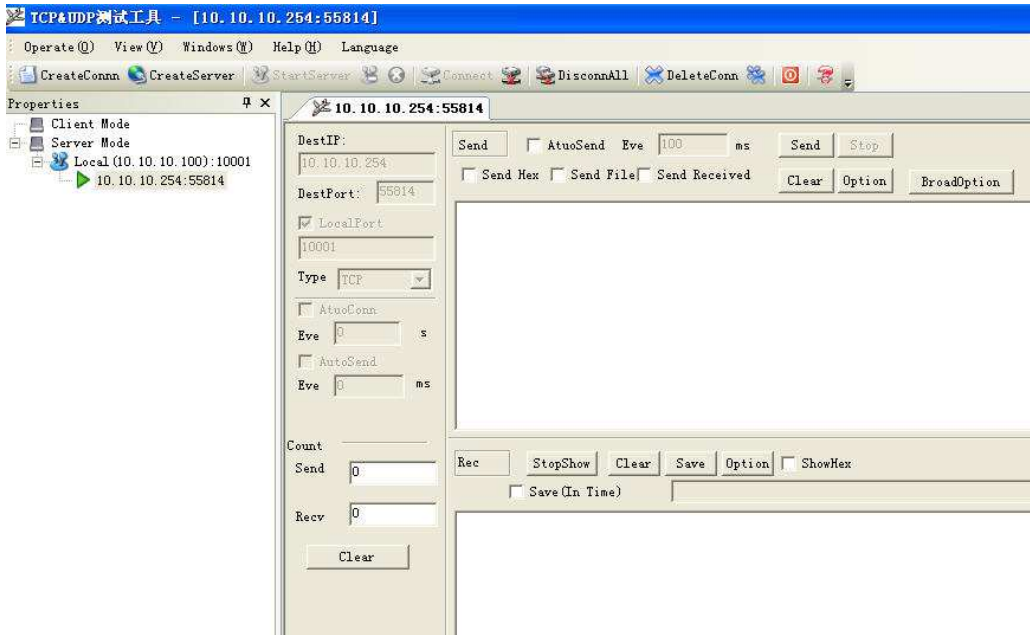 TCP&UDP测试工具 - [10.10.10.254:55814]
Operate(O) View(V) Windows(W) Help(H) Language
CreateConnn CreateServer StartServer Connect DisconnAll DeleteConn
Properties
10.10.10.254:55814
Client Mode
Server Mode
Local(10.10.10.100):10001
10.10.10.254:55814
DestIP:
10.10.10.254
DestPort: 55814
LocalPort
10001
Type TCP
AtuoConn
Eve 0 s
AutoSend
Eve 0 ms
Count
Send 0
Recv 0
Clear
Send AtuoSend Eve 100 ms Send Stop
Send Hex Send File Send Received Clear Option BroadOption
Rec StopShow Clear Save Option ShowHex
Save(In Time)